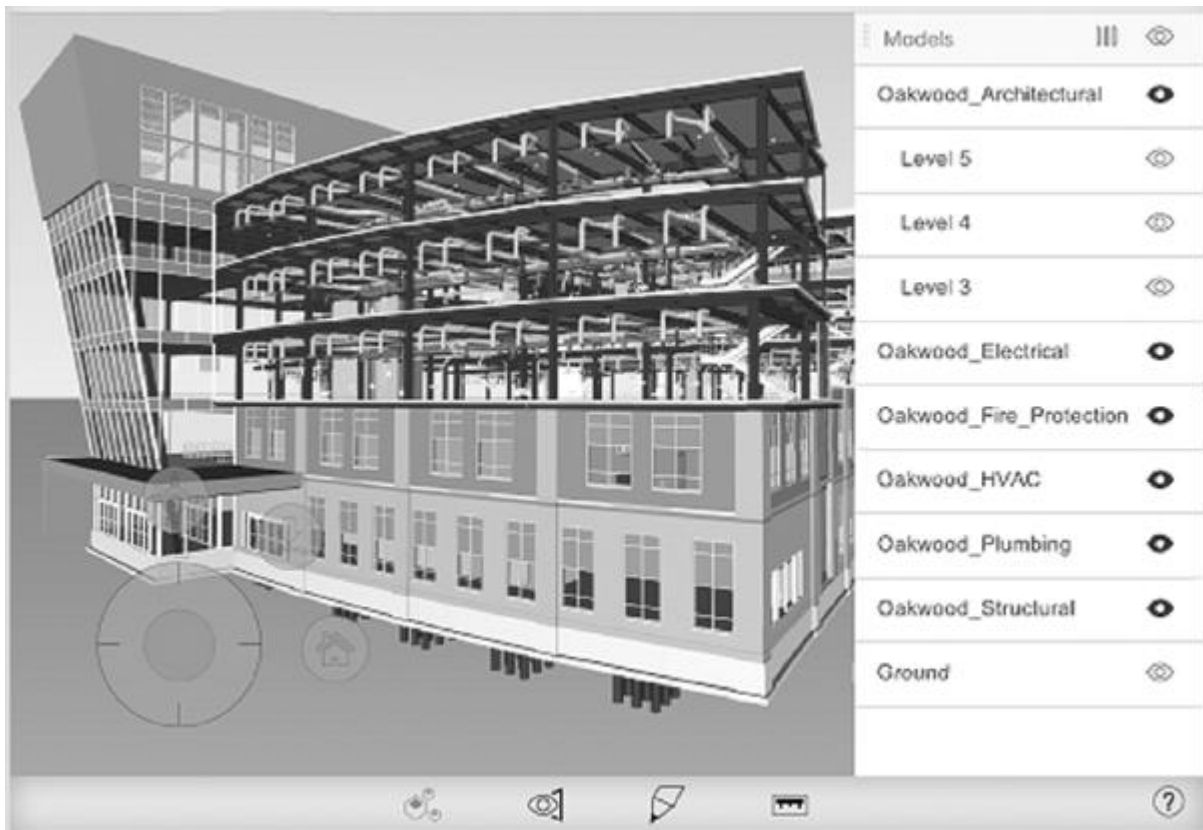 Models
Oakwood_Architectural
Level 5
Level 4
Level 3
Oakwood_Electrical
Oakwood_Fire_Protection
Oakwood_HVAC
Oakwood_Plumbing
Oakwood_Structural
Ground
?